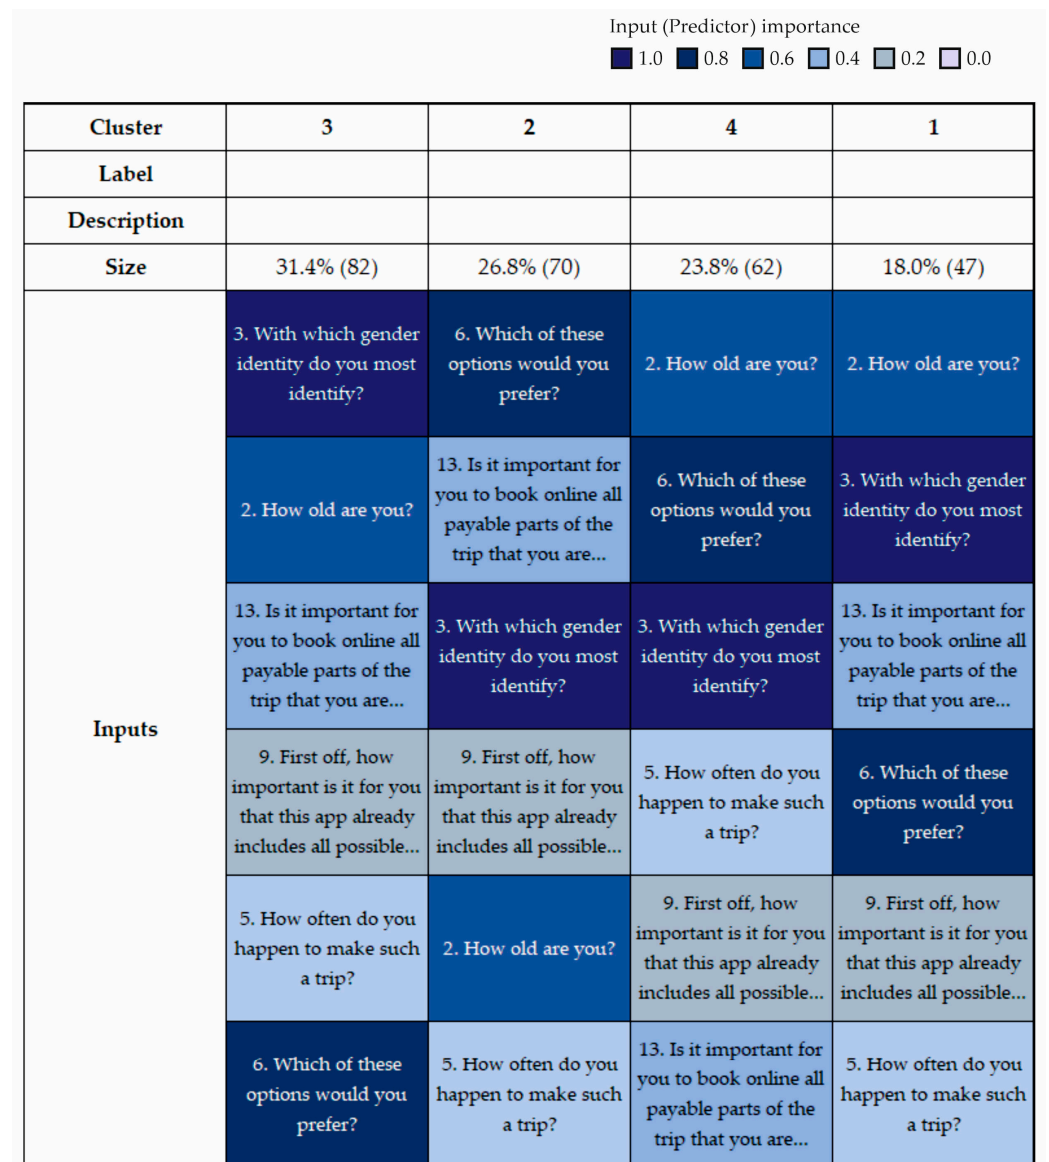 Input (Predictor) importance
1.0 0.8 0.6 0.4 0.2 0.0
Cluster 3 2 4 1
Label
Description
Size 31.4% (82) 26.8% (70) 23.8% (62) 18.0% (47)
Inputs
3. With which gender
identity do you most
identify?
6. Which of these
options would you
prefer?
2. How old are you?
2. How old are you?
2. How old are you?
13. Is it important for
you to book online all
payable parts of the
trip that you are...
6. Which of these
options would you
prefer?
3. With which gender
identity do you most
identify?
13. Is it important for
you to book online all
payable parts of the
trip that you are...
3. With which gender
identity do you most
identify?
3. With which gender
identity do you most
identify?
13. Is it important for
you to book online all
payable parts of the
trip that you are...
9. First off, how
important is it for you
that this app already
includes all possible...
9. First off, how
important is it for you
that this app already
includes all possible...
5. How often do you
happen to make such
a trip?
6. Which of these
options would you
prefer?
5. How often do you
happen to make such
a trip?
2. How old are you?
9. First off, how
important is it for you
that this app already
includes all possible...
9. First off, how
important is it for you
that this app already
includes all possible...
6. Which of these
options would you
prefer?
5. How often do you
happen to make such
a trip?
13. Is it important for
you to book online all
payable parts of the
trip that you are...
5. How often do you
happen to make such
a trip?